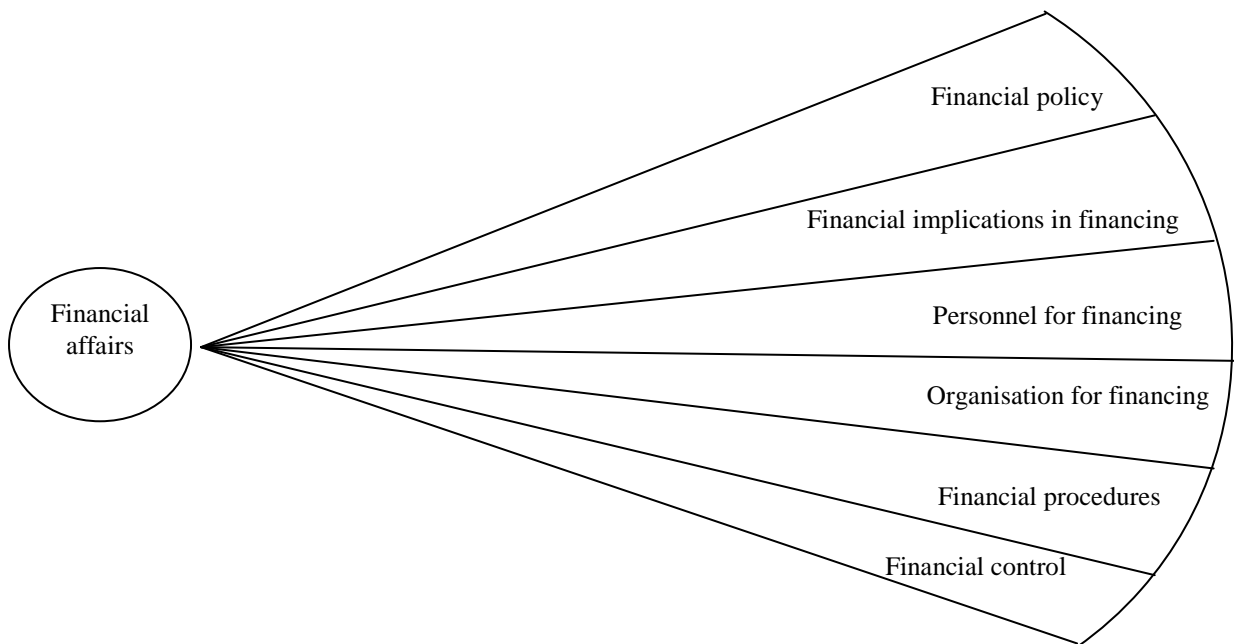 Financial policy
Financial implications in financing
Financial
affairs
Personnel for financing
Organisation for financing
Financial procedures
Financial control